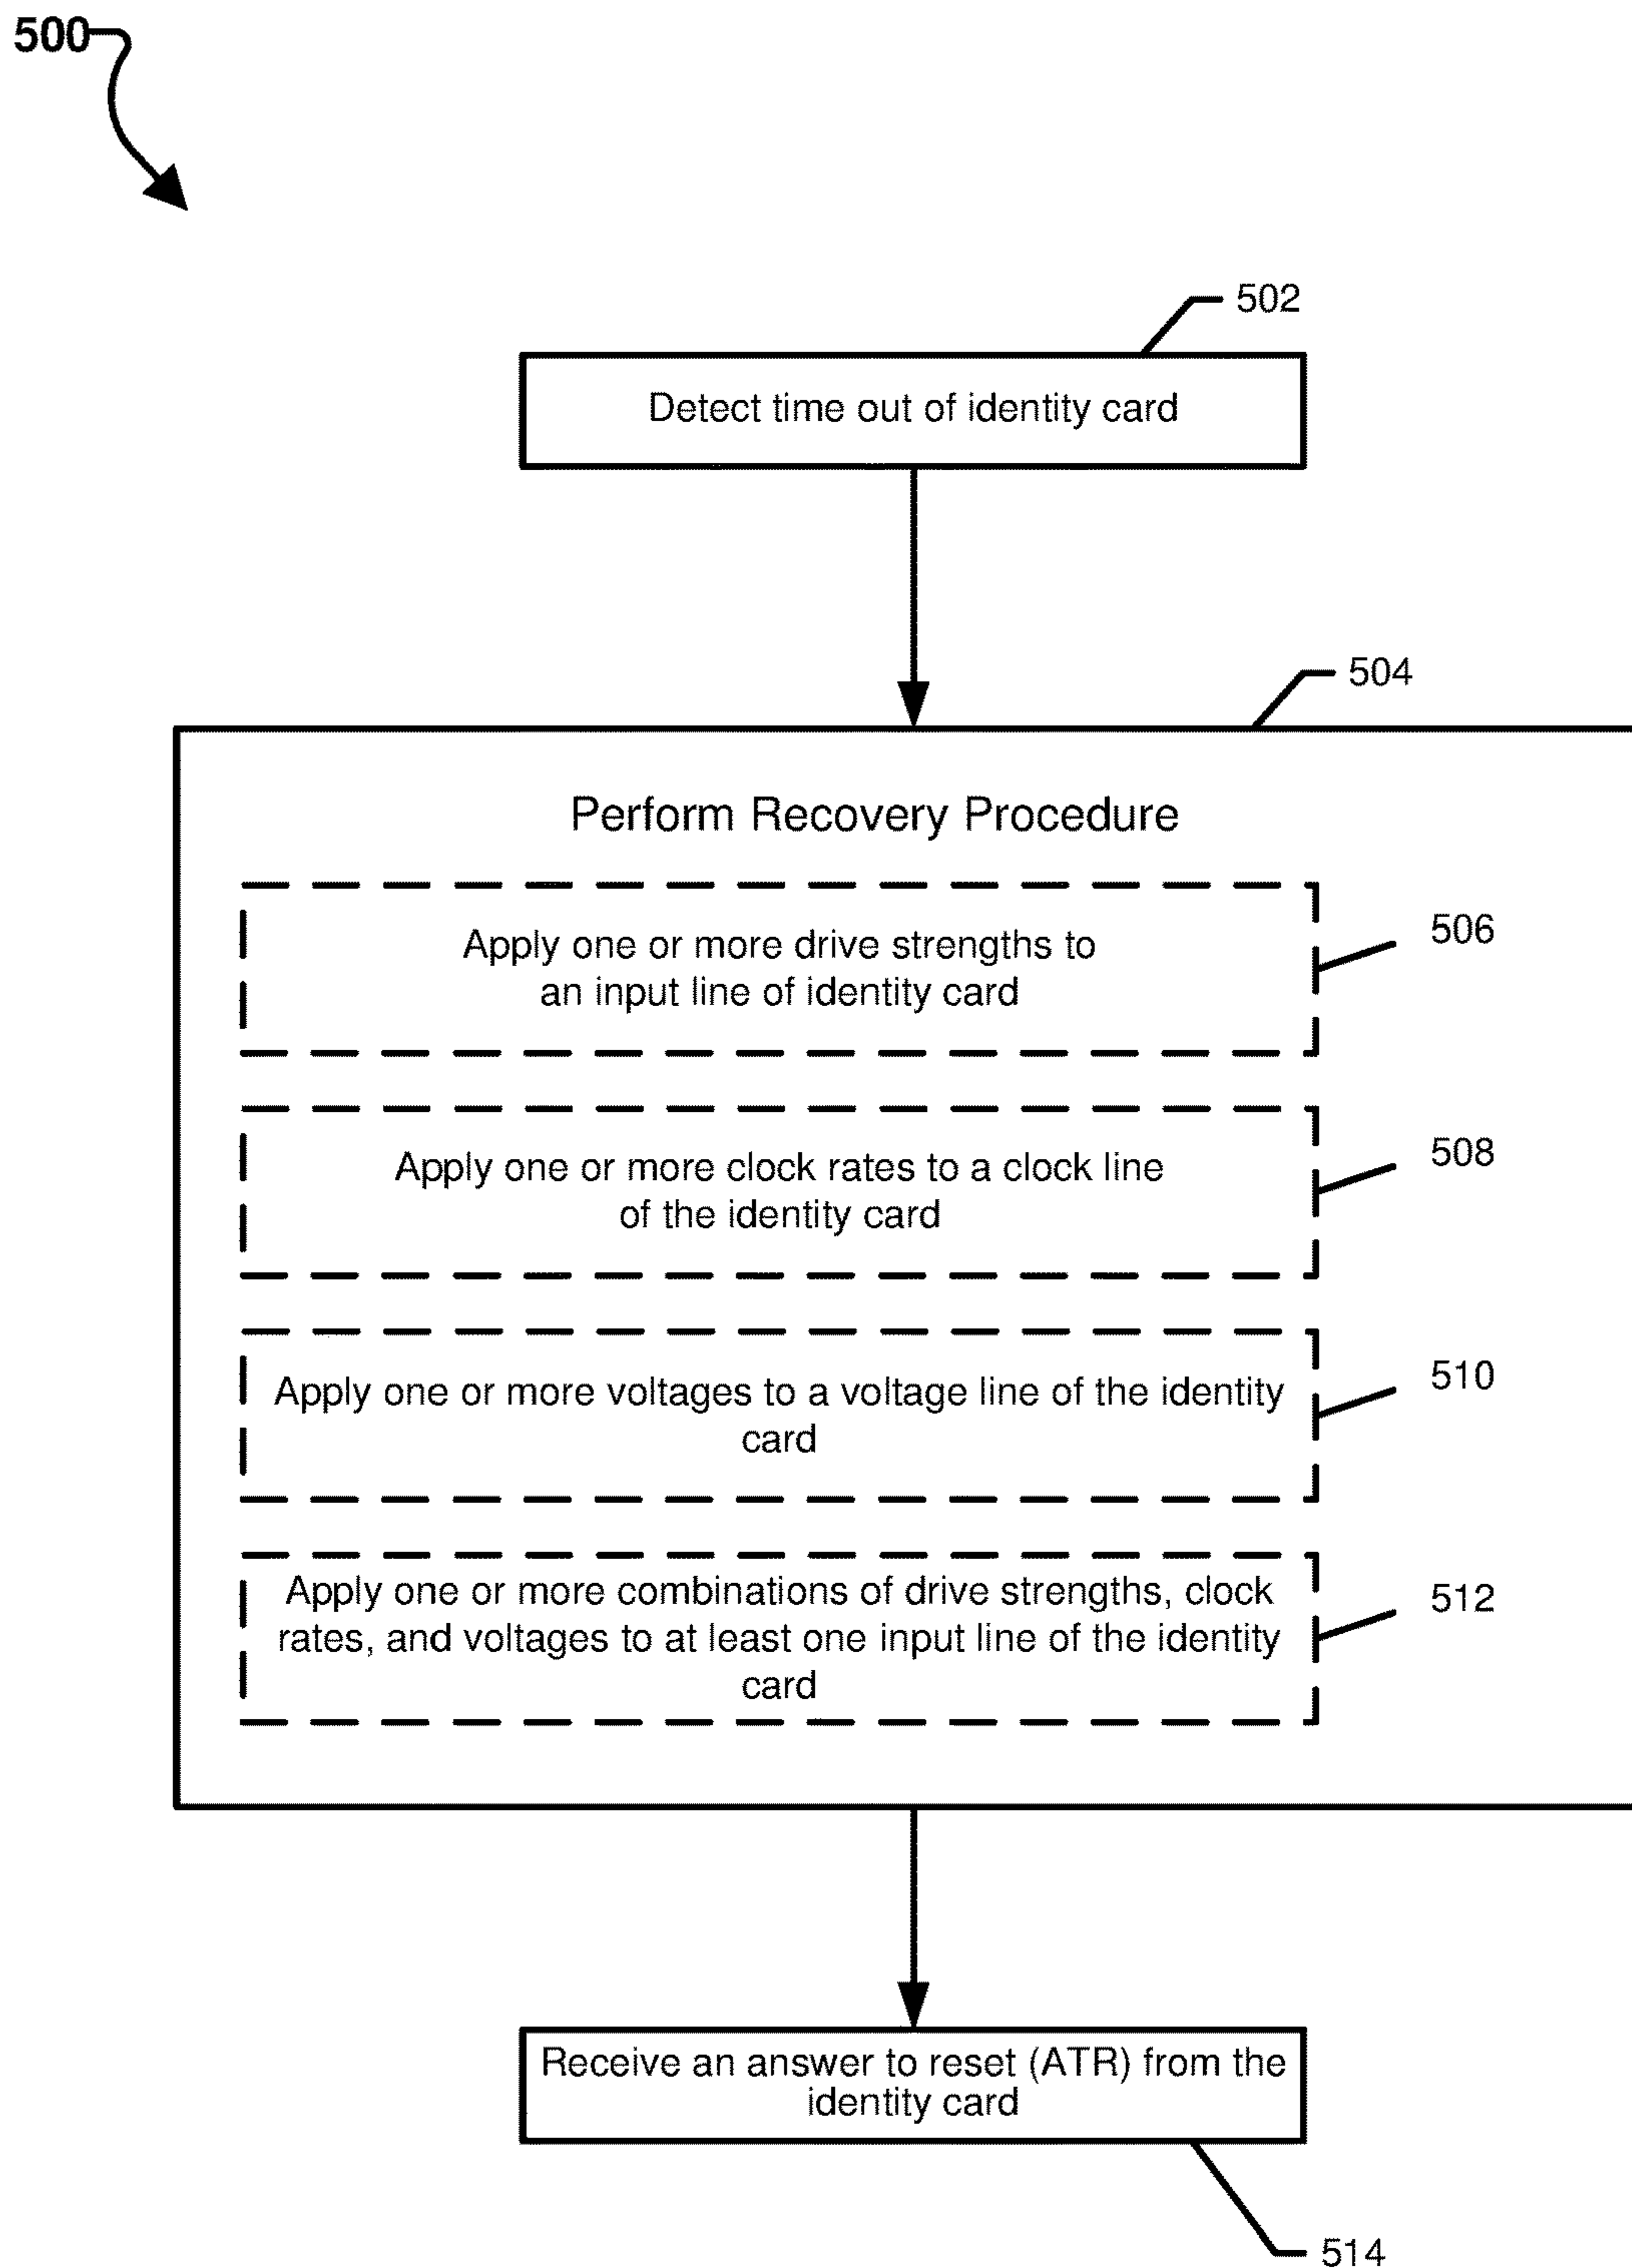 500
502
Detect time out of identity card
504
Perform Recovery Procedure
Apply one or more drive strengths to
an input line of identity card
506
Apply one or more clock rates to a clock line
of the identity card
508
Apply one or more voltages to a voltage line of the identity
card
510
Apply one or more combinations of drive strengths, clock
rates, and voltages to at least one input line of the identity
card
512
Receive an answer to reset (ATR) from the
identity card
514